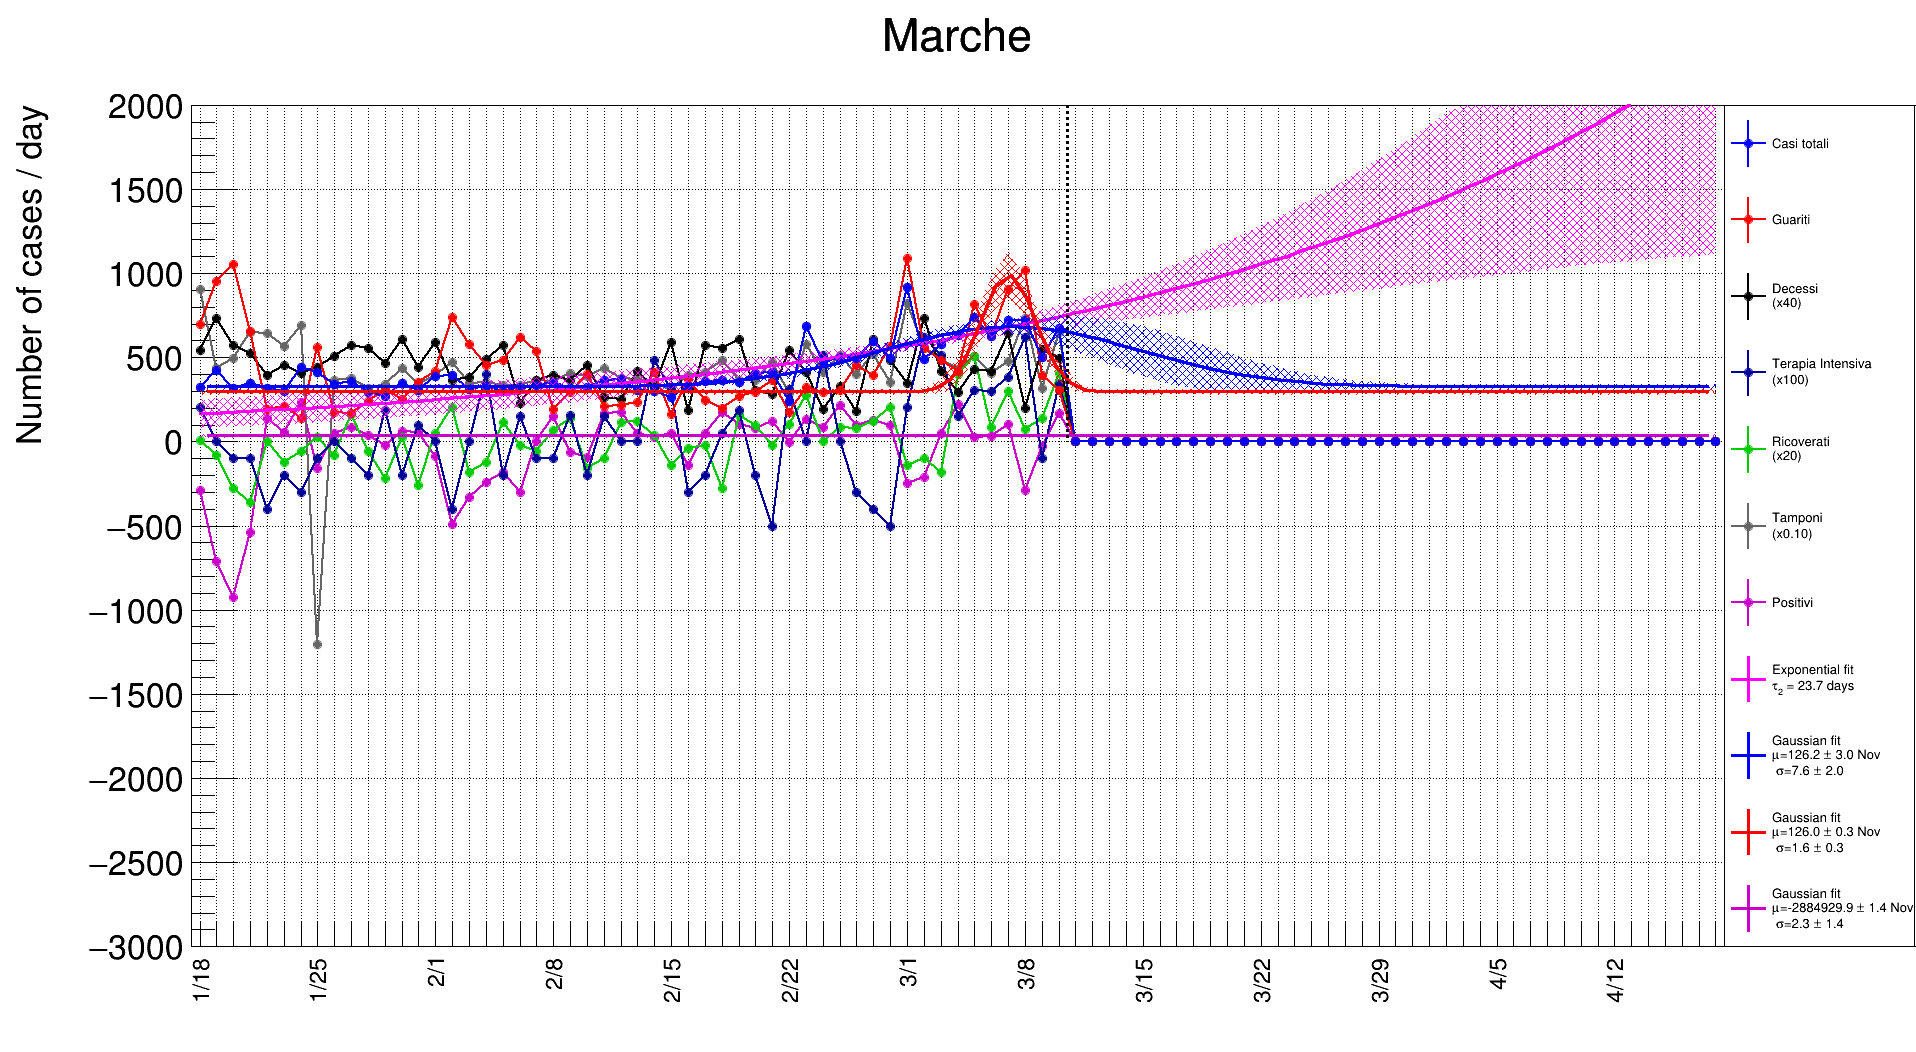 Marche
Number of cases / day
2000
1500
1000
500
0
−500
−1000
−1500
−2000
−2500
−3000
1/18
1/25
2/1
2/8
2/15
2/22
3/1
3/8
3/15
3/22
3/29
4/5
4/12
Casi totali
Guariti
Decessi
(x40)
Terapia Intensiva
(x100)
Ricoverati
(x20)
Tamponi
(x0.10)
Positivi
Exponential fit
τ2 = 23.7 days
Gaussian fit
μ=126.2 ± 3.0 Nov
σ=7.6 ± 2.0
Gaussian fit
μ=126.0 ± 0.3 Nov
σ=1.6 ± 0.3
Gaussian fit
μ=-2884929.9 ± 1.4 Nov
σ=2.3 ± 1.4